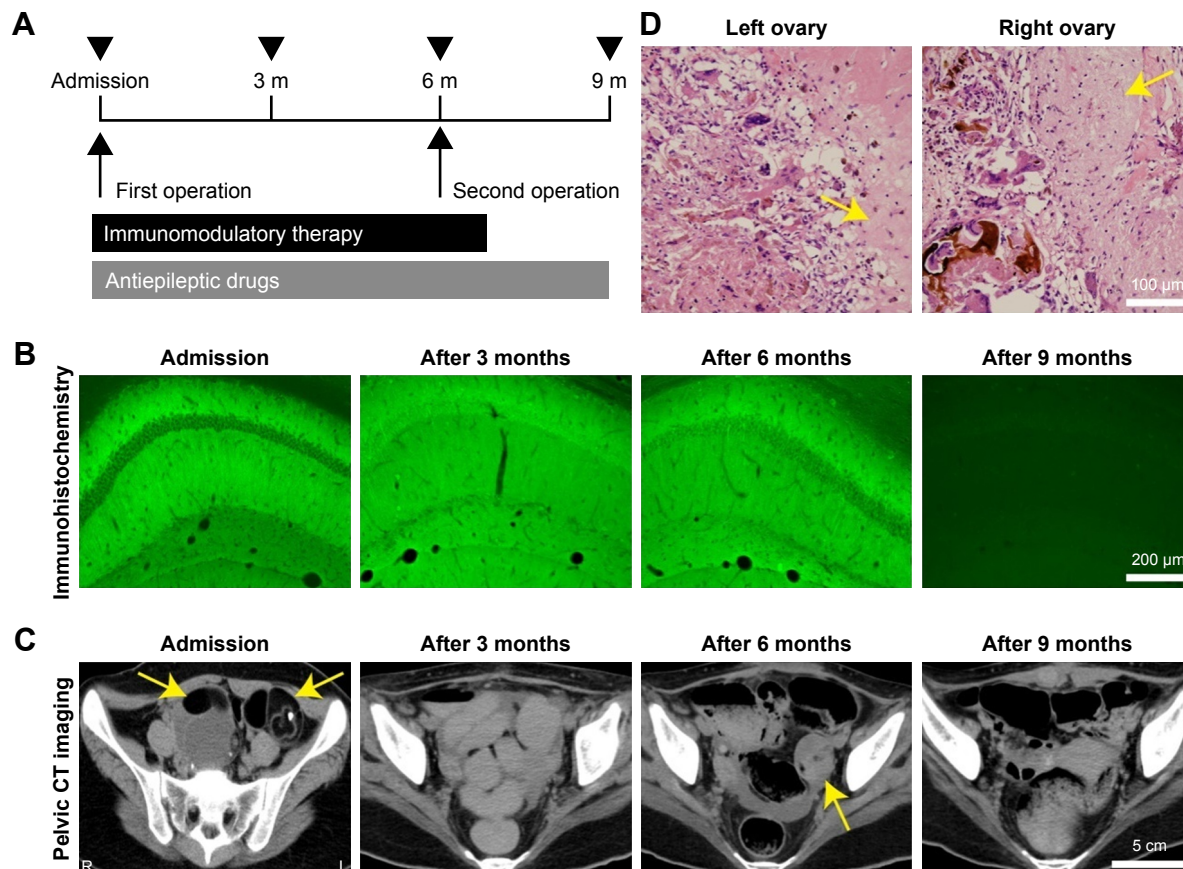 A
Admission 3 m 6 m 9 m
First operation Second operation
Immunomodulatory therapy
Antiepileptic drugs
D
Left ovary Right ovary
100 µm
B
Immunohistochemistry
Admission After 3 months After 6 months After 9 months
200 µm
C
Pelvic CT imaging
Admission After 3 months After 6 months After 9 months
R L
5 cm